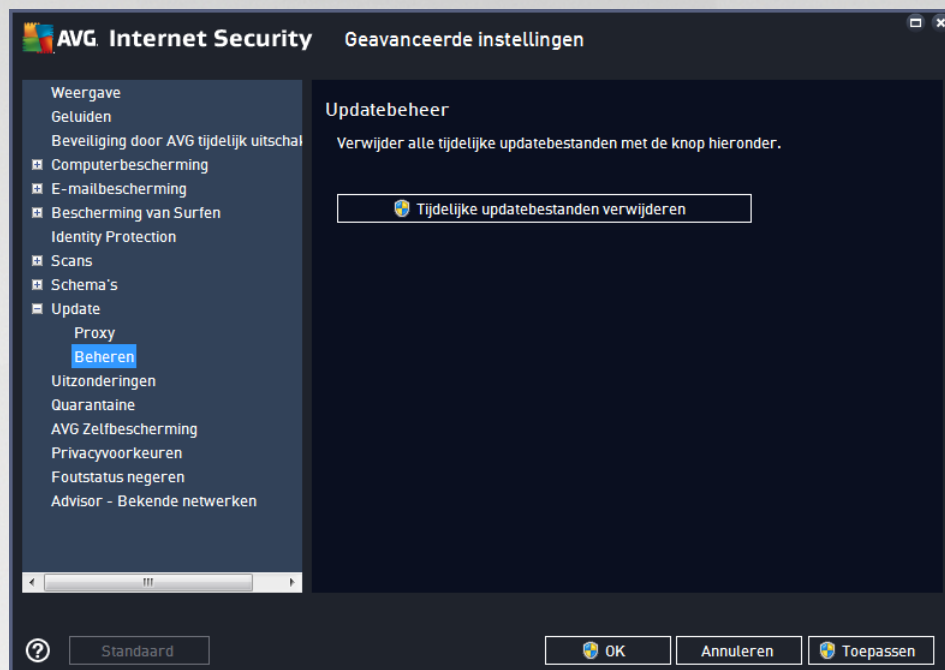 AVG. Internet Security Geavanceerde instellingen
Weergave
Geluiden
Beveiliging door AVG tijdelijk uitschal
Computerbescherming
E-mailbescherming
Bescherming van Surfen
Identity Protection
Scans
Schema's
Update
Proxy
Beheren
Uitzonderingen
Quarantaine
AVG Zelfbescherming
Privacyvoorkeuren
Foutstatus negeren
Advisor - Bekende netwerken
Updatebeheer
Verwijder alle tijdelijke updatebestanden met de knop hieronder.
Tijdelijke updatebestanden verwijderen
Standaard
OK
Annuleren
Toepassen